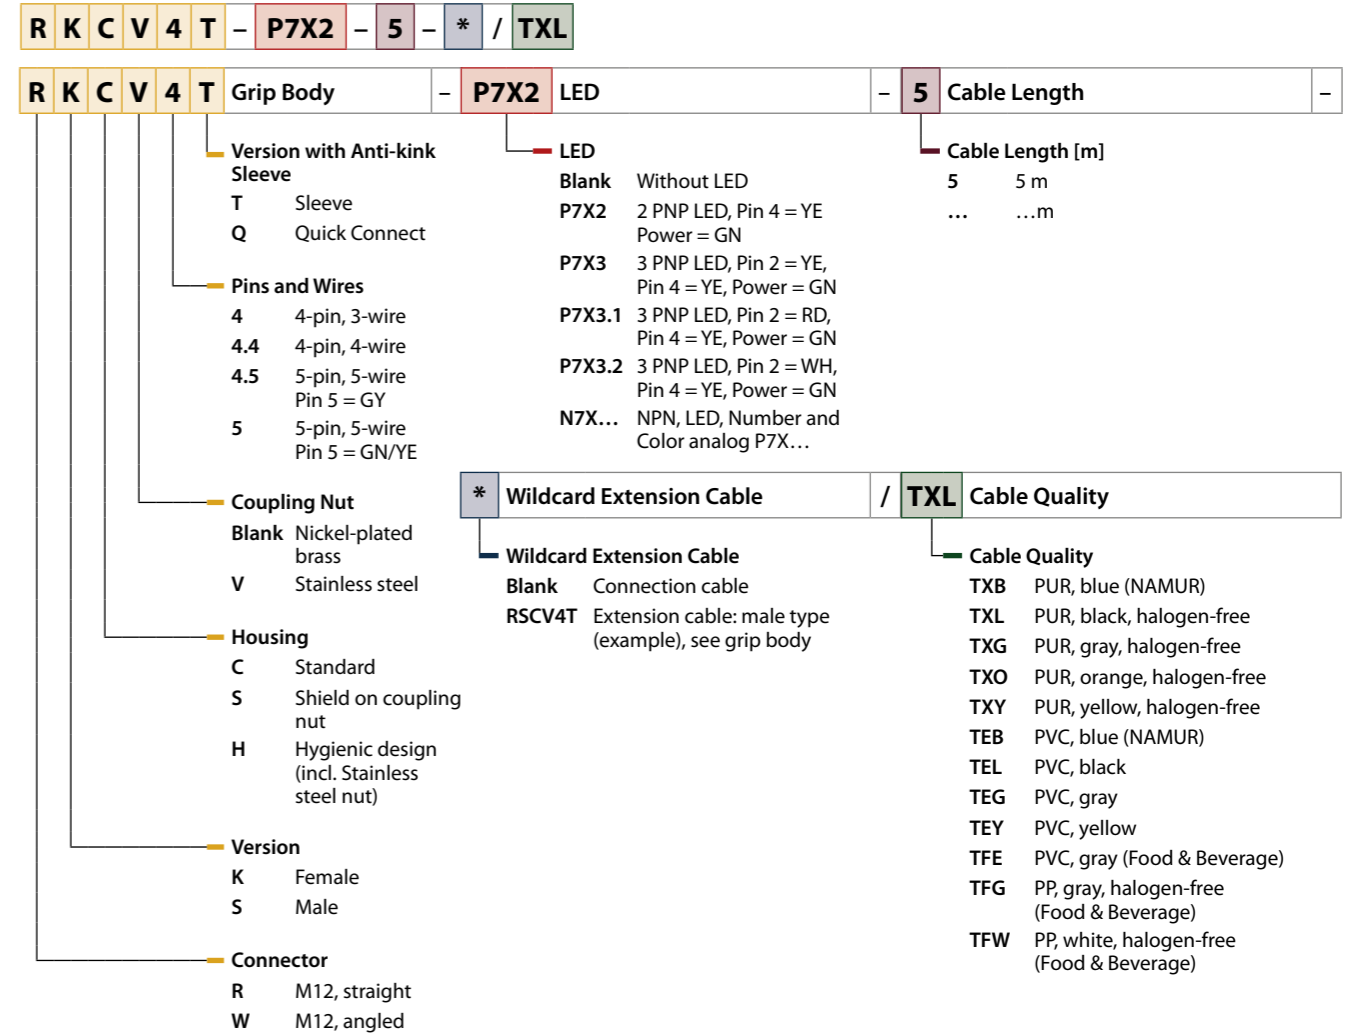 R K C V 4 T – P7X2 – 5 – * / TXL
R K C V 4 T Grip Body – P7X2 LED – 5 Cable Length –
Version with Anti-kink
Sleeve
T Sleeve
Q Quick Connect
Pins and Wires
4 4-pin, 3-wire
4.4 4-pin, 4-wire
4.5 5-pin, 5-wire
Pin 5 = GY
5 5-pin, 5-wire
Pin 5 = GN/YE
Coupling Nut
Blank Nickel-plated
brass
V Stainless steel
Housing
C Standard
S Shield on coupling
nut
H Hygienic design
(incl. Stainless
steel nut)
Version
K Female
S Male
Connector
R M12, straight
W M12, angled
LED
Blank Without LED
P7X2 2 PNP LED, Pin 4 = YE
Power = GN
P7X3 3 PNP LED, Pin 2 = YE,
Pin 4 = YE, Power = GN
P7X3.1 3 PNP LED, Pin 2 = RD,
Pin 4 = YE, Power = GN
P7X3.2 3 PNP LED, Pin 2 = WH,
Pin 4 = YE, Power = GN
N7X… NPN, LED, Number and
Color analog P7X…
Cable Length [m]
5 5 m
… …m
* Wildcard Extension Cable / TXL Cable Quality
Wildcard Extension Cable
Blank Connection cable
RSCV4T Extension cable: male type
(example), see grip body
Cable Quality
TXB PUR, blue (NAMUR)
TXL PUR, black, halogen-free
TXG PUR, gray, halogen-free
TXO PUR, orange, halogen-free
TXY PUR, yellow, halogen-free
TEB PVC, blue (NAMUR)
TEL PVC, black
TEG PVC, gray
TEY PVC, yellow
TFE PVC, gray (Food & Beverage)
TFG PP, gray, halogen-free
(Food & Beverage)
TFW PP, white, halogen-free
(Food & Beverage)